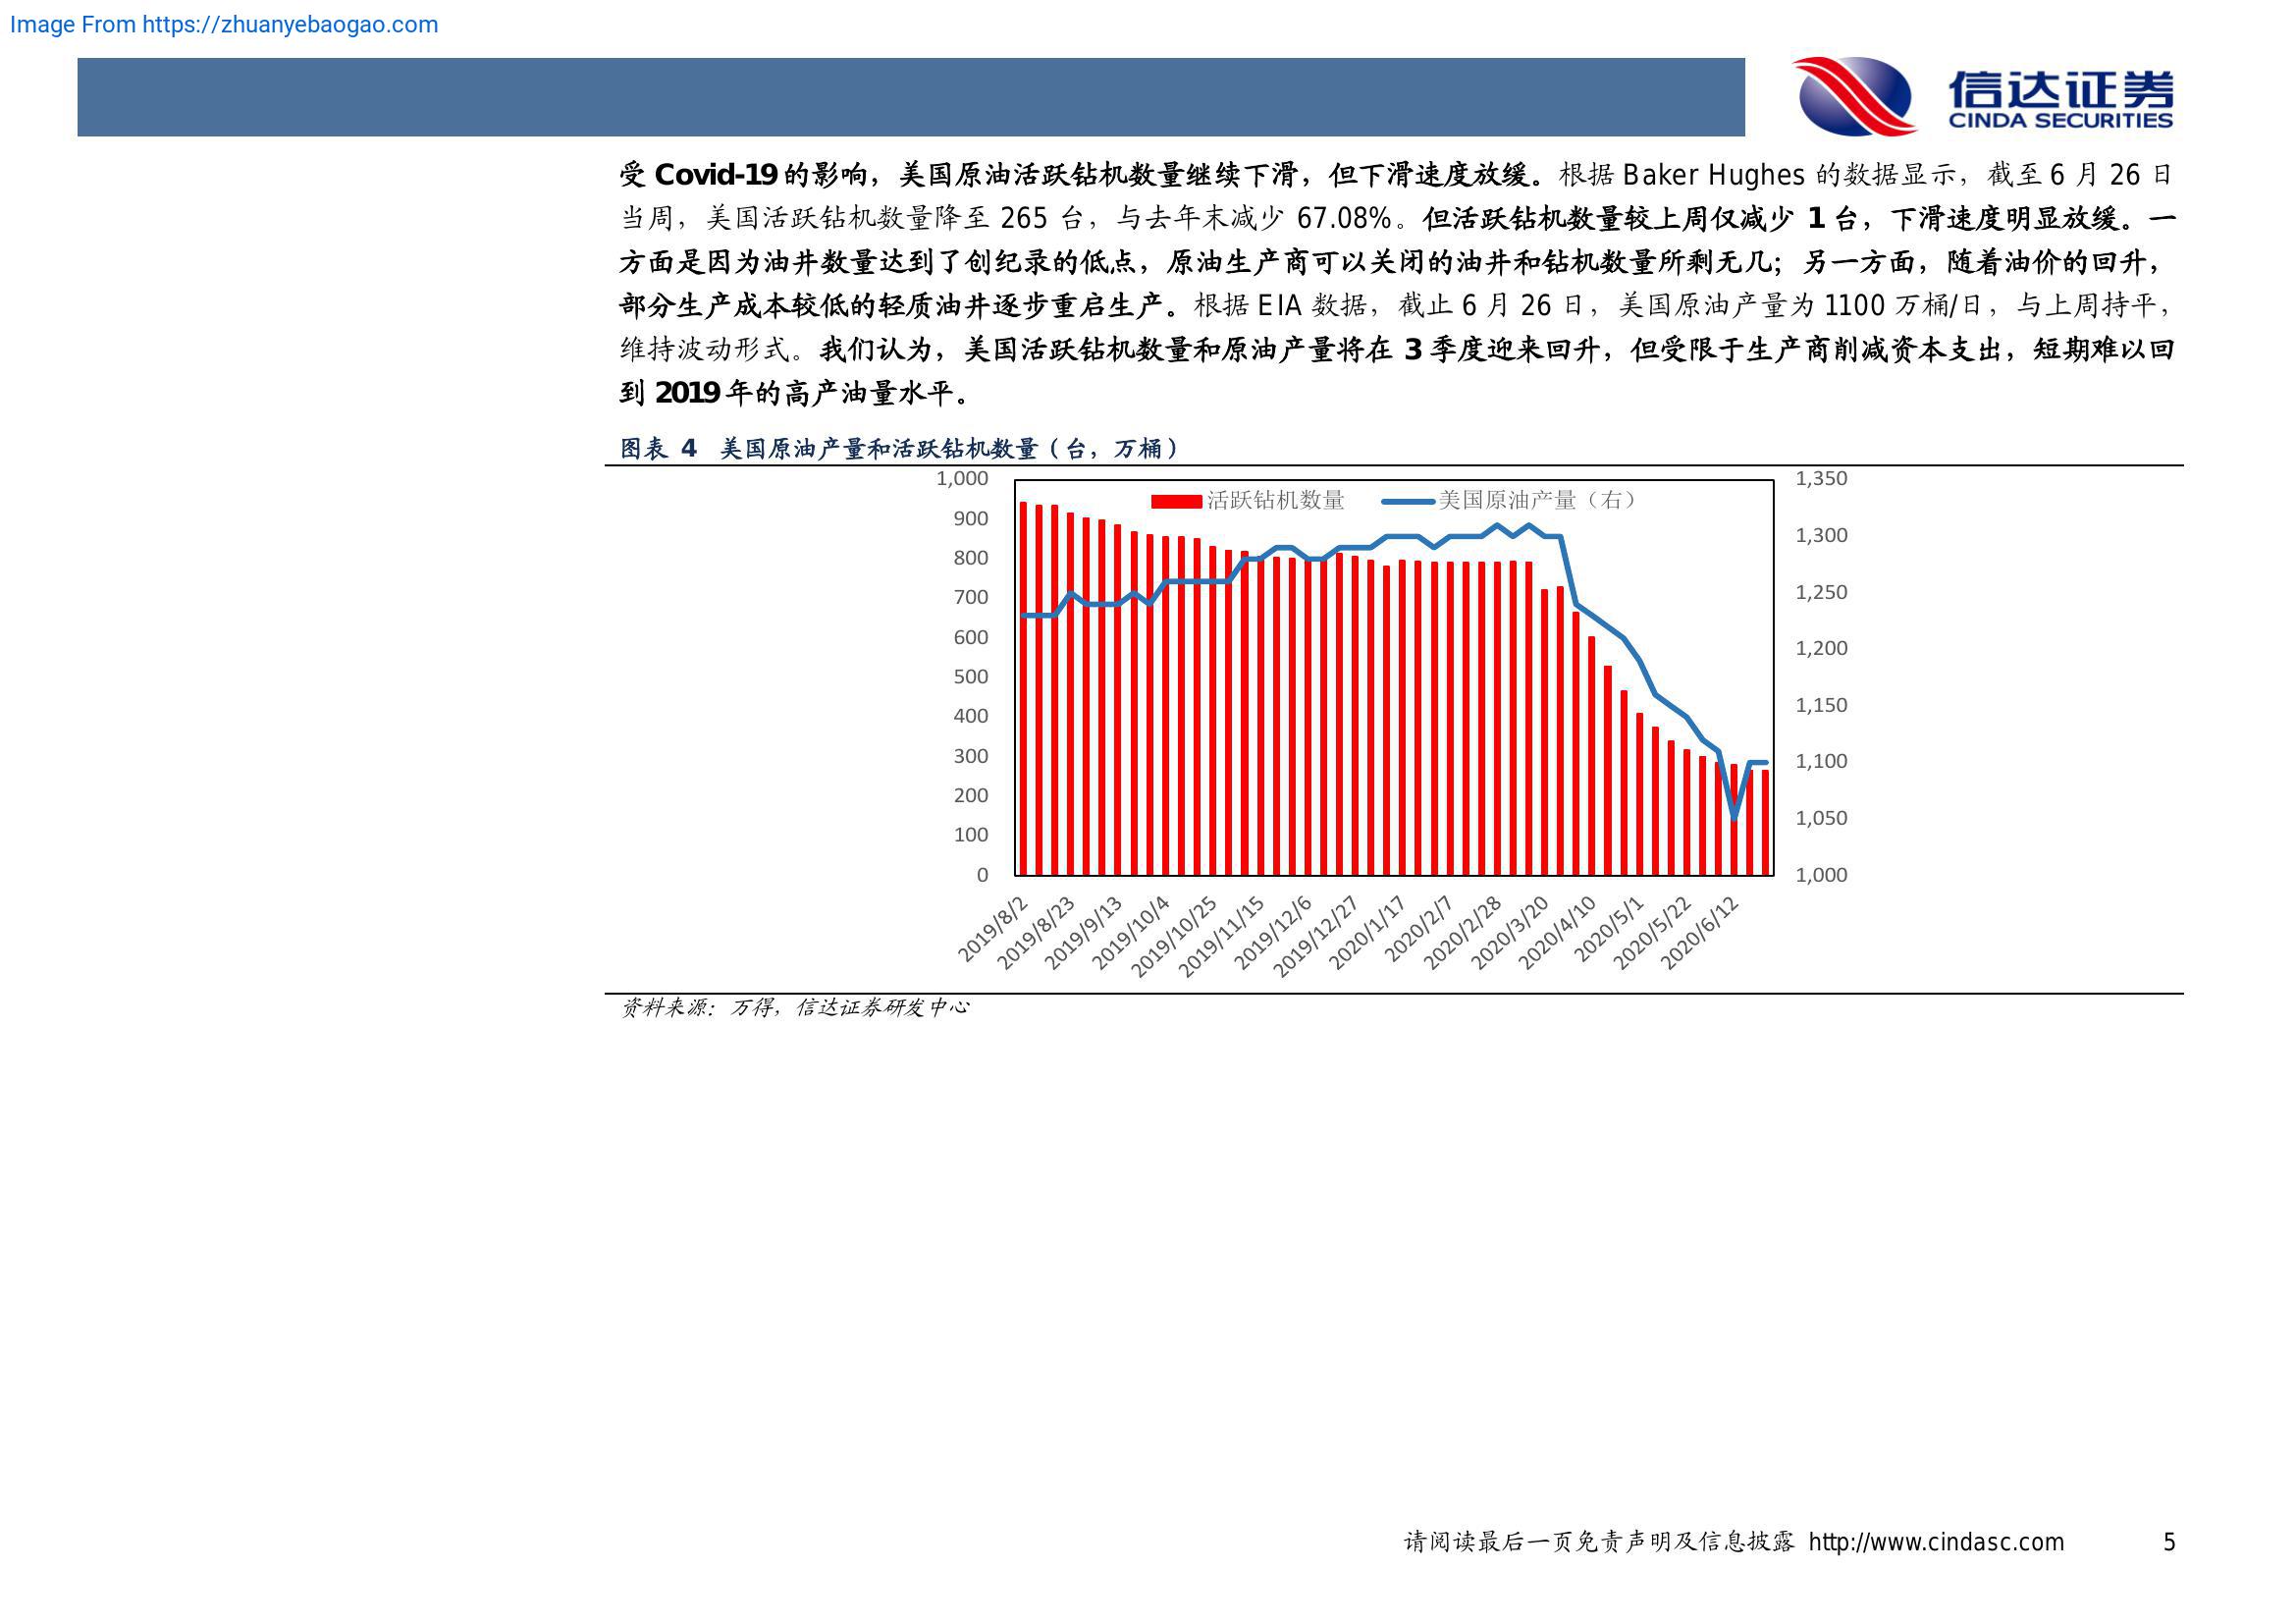 Image From https://zhuanyebaogao.com
信达证券
CINDA SECURITIES
受 Covid-19 的影响，美国原油活跃钻机数量继续下滑，但下滑速度放缓。根据 Baker Hughes 的数据显示，截至 6 月 26 日
当周，美国活跃钻机数量降至 265 台，与去年末减少 67.08%。但活跃钻机数量较上周仅减少 1 台，下滑速度明显放缓。一
方面是因为油井数量达到了创纪录的低点，原油生产商可以关闭的油井和钻机数量所剩无几；另一方面，随着油价的回升，
部分生产成本较低的轻质油井逐步重启生产。根据 EIA 数据，截止 6 月 26 日，美国原油产量为 1100 万桶/日，与上周持平，
维持波动形式。我们认为，美国活跃钻机数量和原油产量将在 3 季度迎来回升，但受限于生产商削减资本支出，短期难以回
到 2019 年的高产油量水平。
图表 4 美国原油产量和活跃钻机数量（台，万桶）
活跃钻机数量 美国原油产量（右）
1,000
900
800
700
600
500
400
300
200
100
0
1,350
1,300
1,250
1,200
1,150
1,100
1,050
1,000
2019/8/2
2019/8/23
2019/9/13
2019/10/4
2019/10/25
2019/11/15
2019/12/6
2019/12/27
2020/1/17
2020/2/7
2020/2/28
2020/3/20
2020/4/10
2020/5/1
2020/5/22
2020/6/12
资料来源：万得，信达证券研发中心
请阅读最后一页免责声明及信息披露 http://www.cindasc.com 5